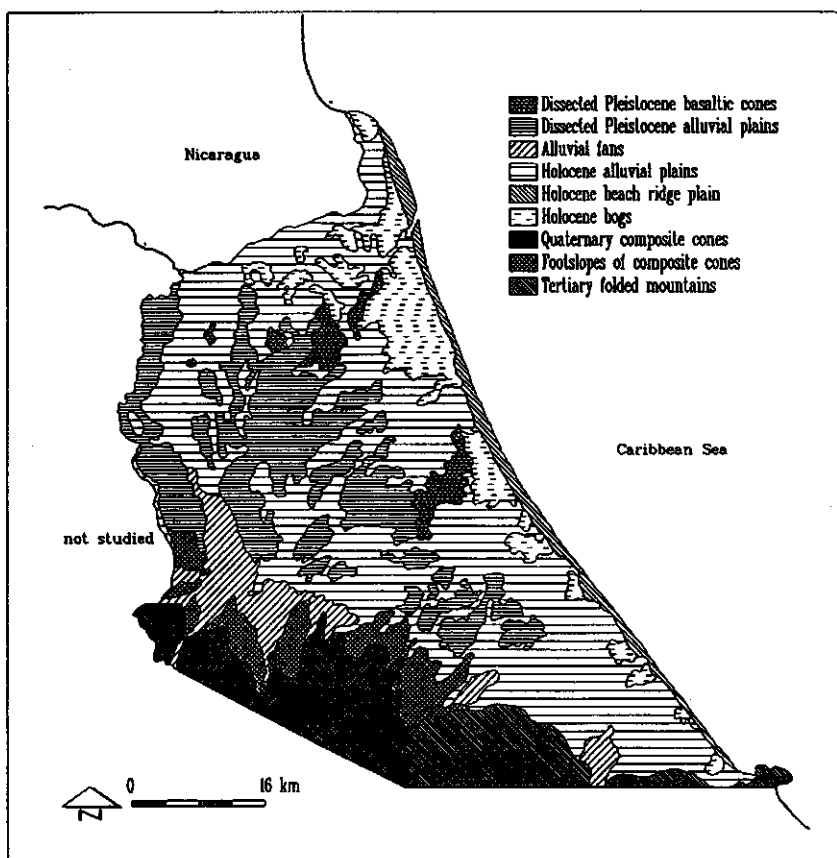 Nicaragua
Dissected Pleistocene basaltic cones
Dissected Pleistocene alluvial plains
Alluvial fans
Holocene alluvial plains
Holocene beach ridge plain
Holocene bogs
Quaternary composite cones
Footslopes of composite cones
Tertiary folded mountains
Caribbean Sea
not studied
0 16 km
N